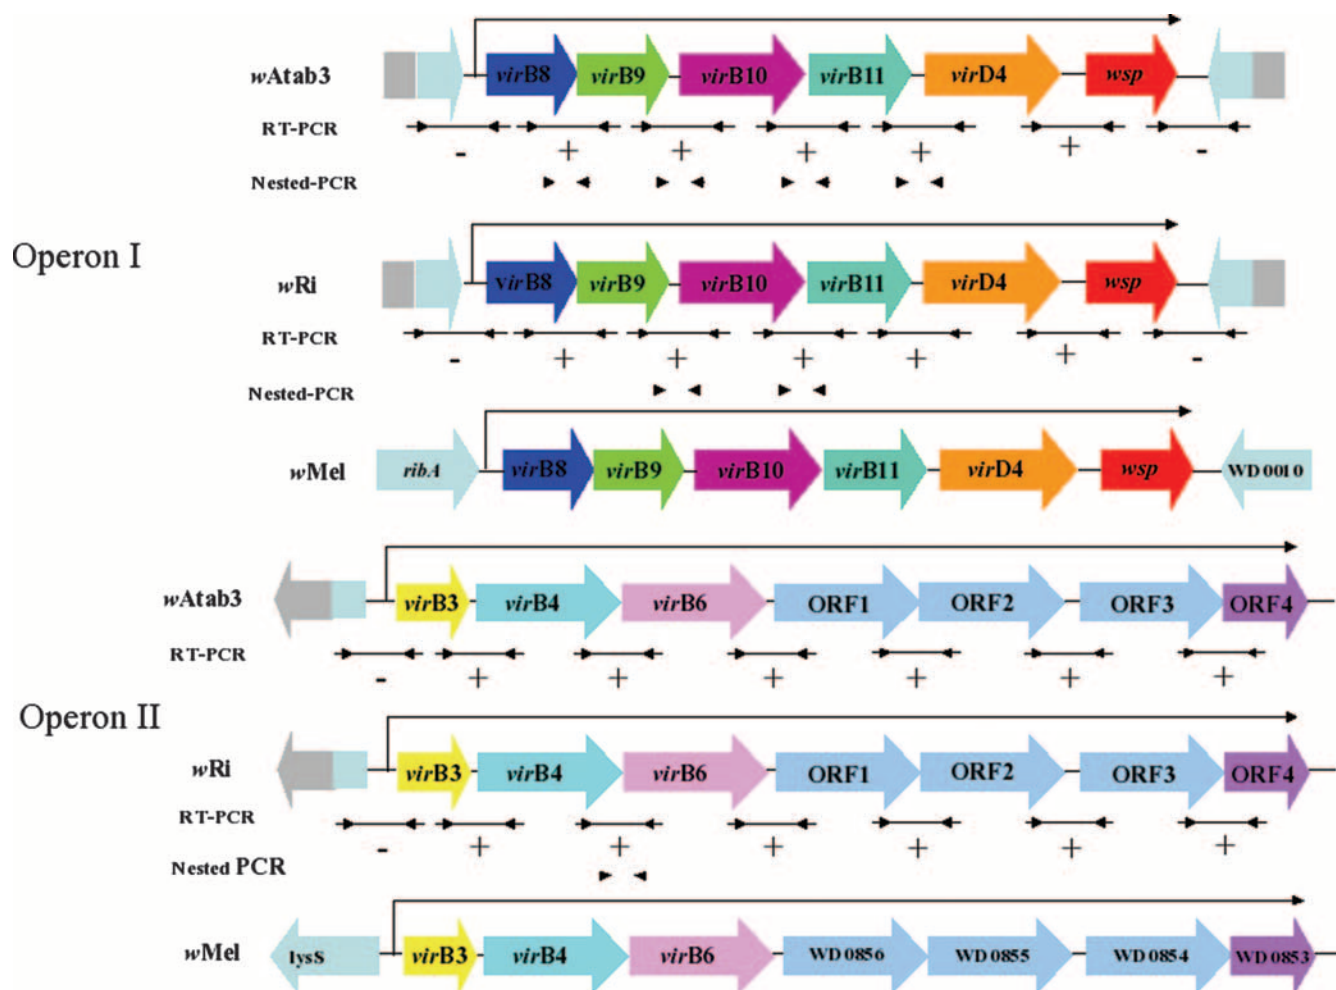 wAtab3 virB8 virB9 virB10 virB11 virD4 wsp
RT-PCR
- + + + + + -
Nested-PCR
Operon I
wRi virB8 virB9 virB10 virB11 virD4 wsp
RT-PCR
- + + + + + -
Nested-PCR
wMel ribA virB8 virB9 virB10 virB11 virD4 wsp WD0010
wAtab3 virB3 virB4 virB6 ORF1 ORF2 ORF3 ORF4
RT-PCR
- + + + + + +
Operon II
wRi virB3 virB4 virB6 ORF1 ORF2 ORF3 ORF4
RT-PCR
- + + + + + +
Nested PCR
wMel lysS virB3 virB4 virB6 WD0856 WD0855 WD0854 WD0853